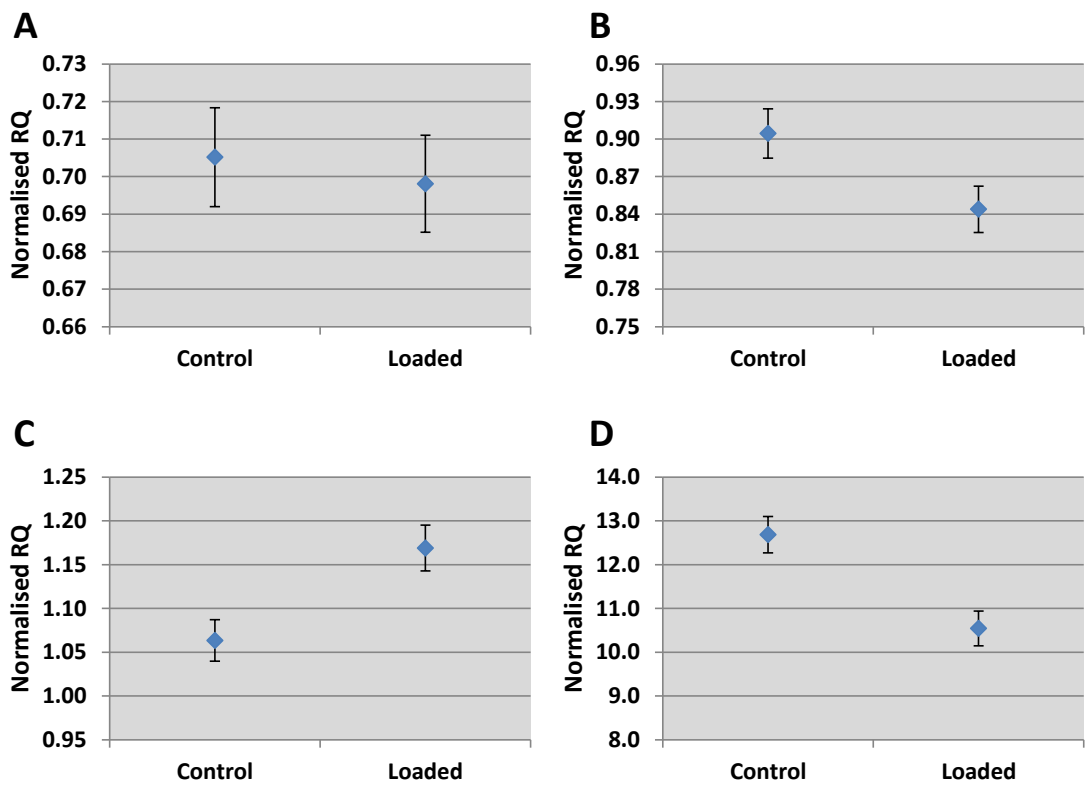 A
Normalised RQ
0.73
0.72
0.71
0.70
0.69
0.68
0.67
0.66
Control Loaded
B
Normalised RQ
0.96
0.93
0.90
0.87
0.84
0.81
0.78
0.75
Control Loaded
C
Normalised RQ
1.25
1.20
1.15
1.10
1.05
1.00
0.95
Control Loaded
D
Normalised RQ
14.0
13.0
12.0
11.0
10.0
9.0
8.0
Control Loaded